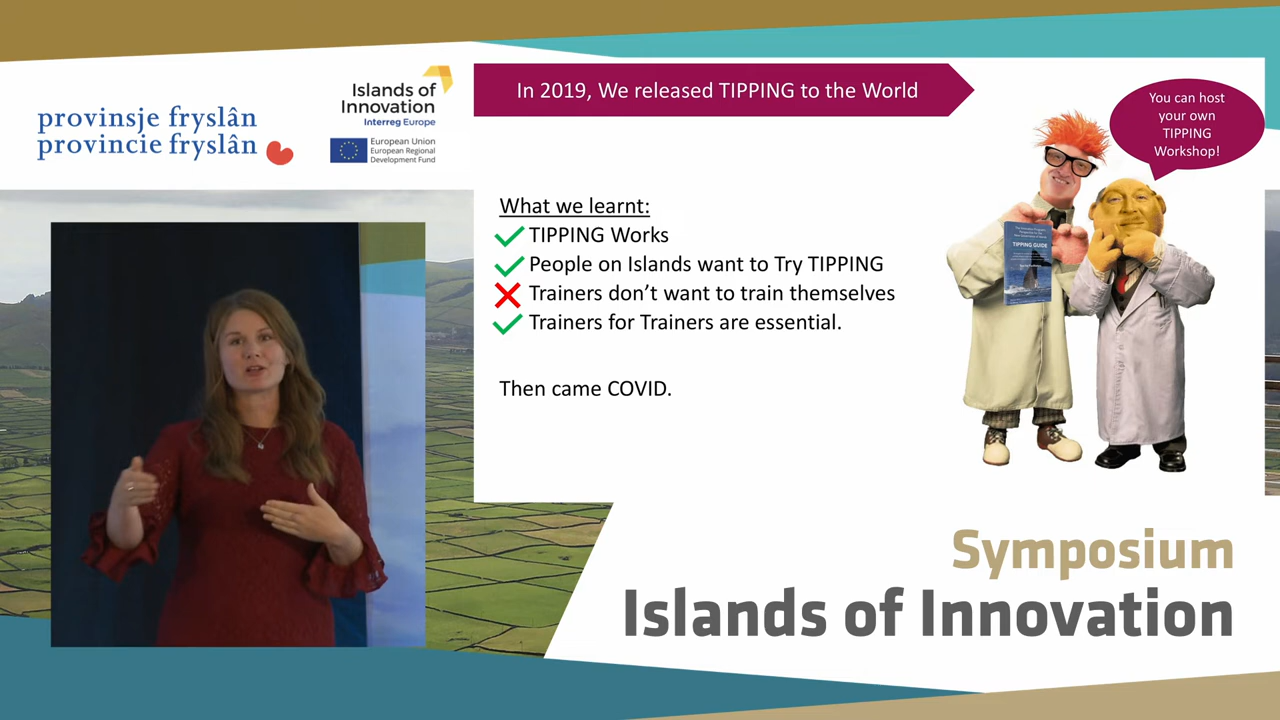 provinsje fryslân
provincie fryslân
Islands of
Innovation
Interreg Europe
European Union
European Regional
Development Fund
In 2019, We released TIPPING to the World
You can host
your own
TIPPING
Workshop!
What we learnt:
TIPPING Works
People on Islands want to Try TIPPING
Trainers don’t want to train themselves
Trainers for Trainers are essential.
Then came COVID.
TIPPING GUIDE
Symposium
Islands of Innovation